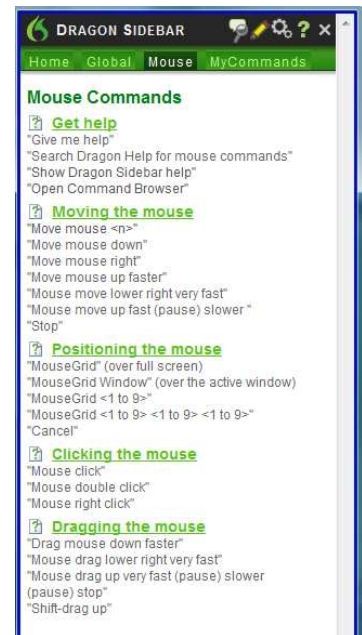 DRAGON SIDEBAR
Home Global Mouse MyCommands
Mouse Commands
Get help
"Give me help"
"Search Dragon Help for mouse commands"
"Show Dragon Sidebar help"
"Open Command Browser"
Moving the mouse
"Move mouse <n>"
"Move mouse down"
"Move mouse right"
"Move mouse up faster"
"Mouse move lower right very fast"
"Mouse move up fast (pause) slower "
"Stop"
Positioning the mouse
"MouseGrid" (over full screen)
"MouseGrid Window" (over the active window)
"MouseGrid <1 to 9>"
"MouseGrid <1 to 9> <1 to 9> <1 to 9>"
"Cancel"
Clicking the mouse
"Mouse click"
"Mouse double click"
"Mouse right click"
Dragging the mouse
"Drag mouse down faster"
"Mouse drag lower right very fast"
"Mouse drag up very fast (pause) slower
(pause) stop"
"Shift-drag up"